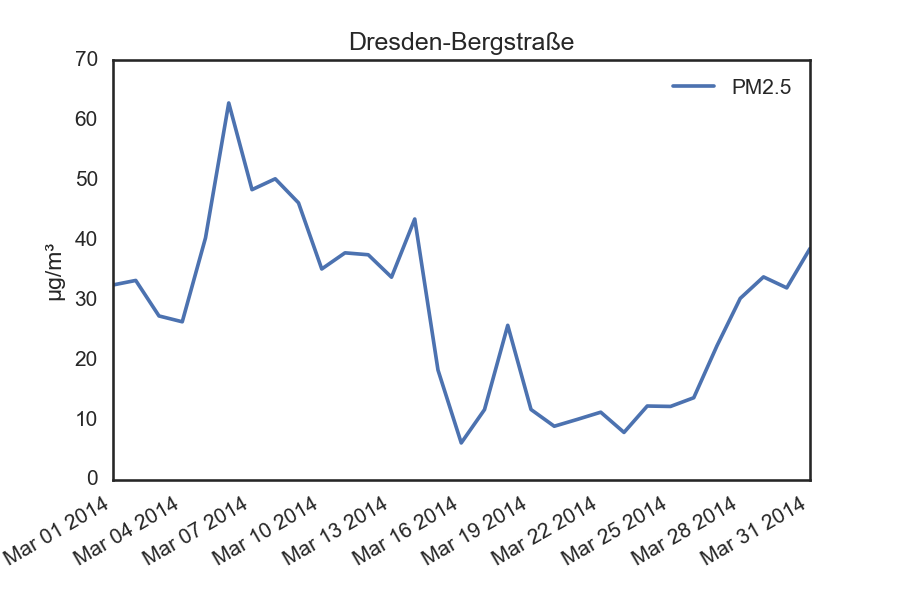 Dresden-Bergstraße
70
60
50
40
30
20
10
0
µg/m³
PM2.5
Mar 01 2014
Mar 04 2014
Mar 07 2014
Mar 10 2014
Mar 13 2014
Mar 16 2014
Mar 19 2014
Mar 22 2014
Mar 25 2014
Mar 28 2014
Mar 31 2014